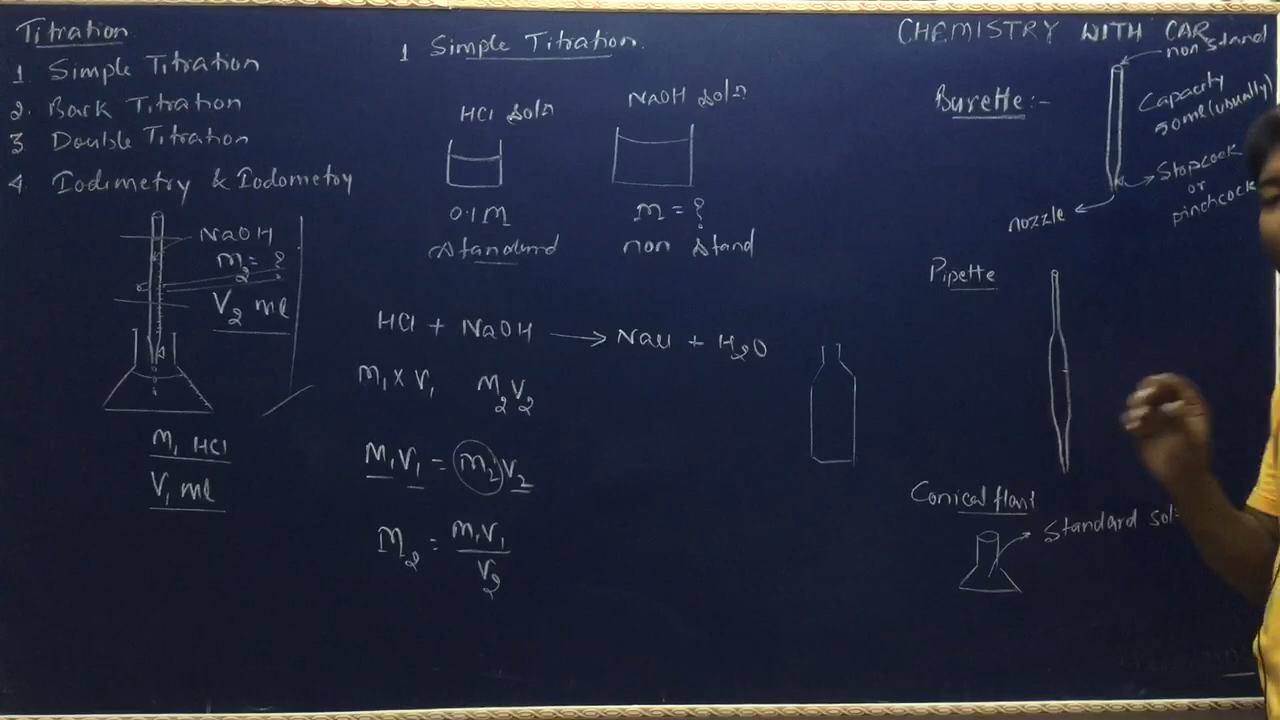 Titration
1. Simple Titration
2. Back Titration
3 Double Titration
4. Iodimetry & Iodometry
NaOH
M2 = ?
V2 ml
M1 HCl
V1 ml
1 Simple Titration.
HCl Soln
NaOH Soln
0.1M
M = ?
Standard
non Stand
HCl + NaOH → NaCl + H2O
M1 x V1 M2V2
M1V1 = M2V2
M2 = M1V1
V2
CHEMISTRY WITH CAR
non stand
Burette:-
Capacity
50ml (usually)
Stopcock
or
pinchcock
nozzle
Pipette
Conical flask
Standard sol